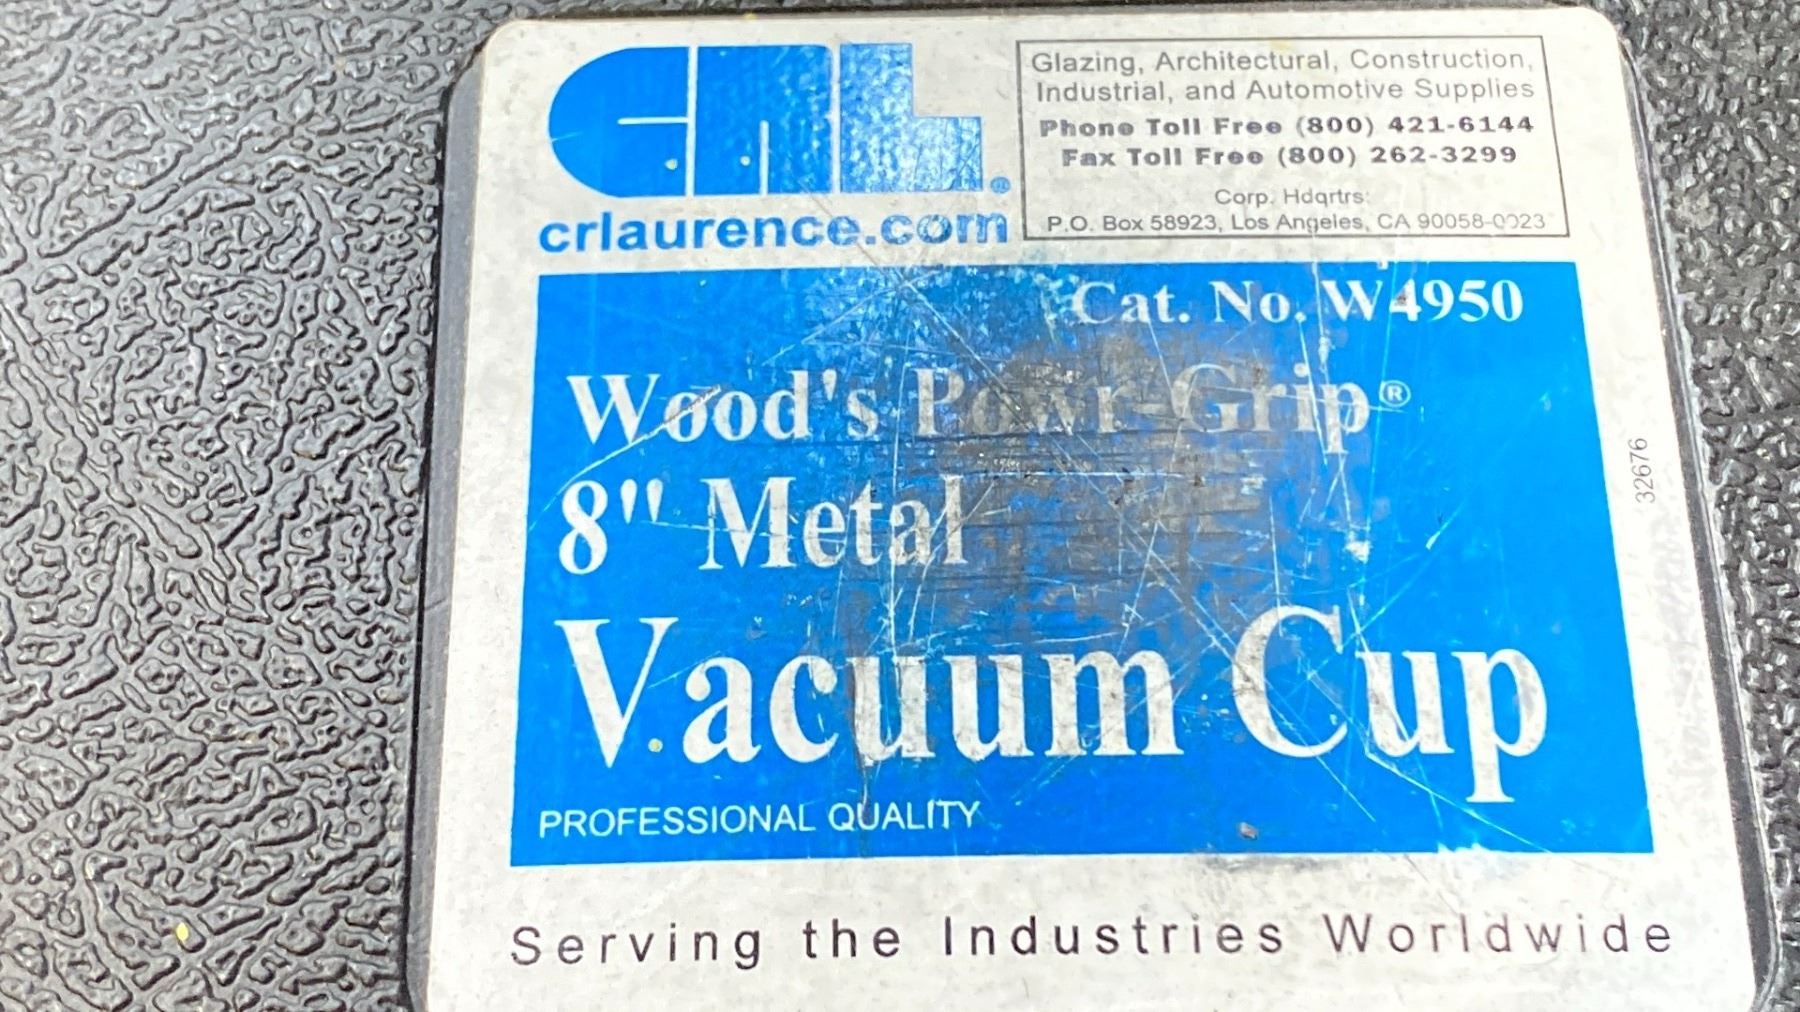 CRL®
crlaurence.com
Glazing, Architectural, Construction,
Industrial, and Automotive Supplies
Phone Toll Free (800) 421-6144
Fax Toll Free (800) 262-3299
Corp. Hdqrtrs:
P.O. Box 58923, Los Angeles, CA 90058-0923
Cat. No. W4950
Wood's Powr-Grip®
8" Metal
Vacuum Cup
PROFESSIONAL QUALITY
32676
Serving the Industries Worldwide